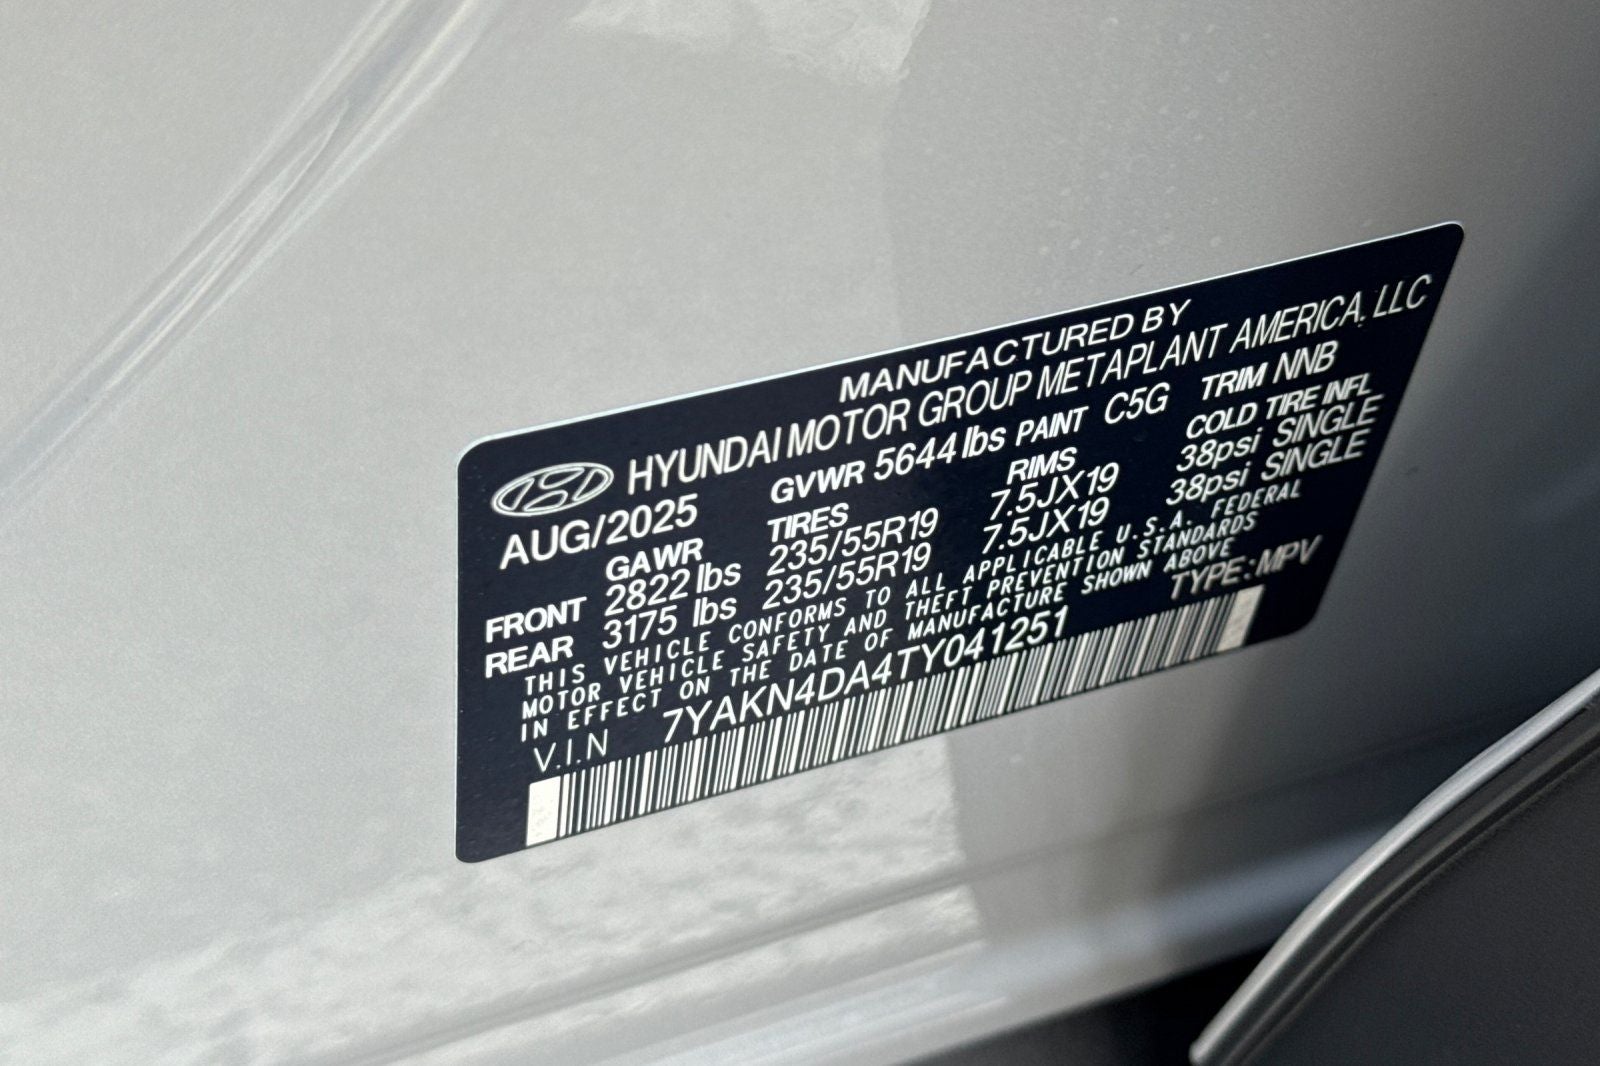 MANUFACTURED BY
HYUNDAI MOTOR GROUP METAPLANT AMERICA, LLC
AUG/2025 GVWR 5644 lbs PAINT C5G TRIM NNB
GAWR TIRES RIMS COLD TIRE INFL
FRONT 2822 lbs 235/55R19 7.5JX19 38psi SINGLE
REAR 3175 lbs 235/55R19 7.5JX19 38psi SINGLE
THIS VEHICLE CONFORMS TO ALL APPLICABLE U.S.A. FEDERAL
MOTOR VEHICLE SAFETY AND THEFT PREVENTION STANDARDS
IN EFFECT ON THE DATE OF MANUFACTURE SHOWN ABOVE
V.I.N 7YAKN4DA4TY041251 TYPE: MPV